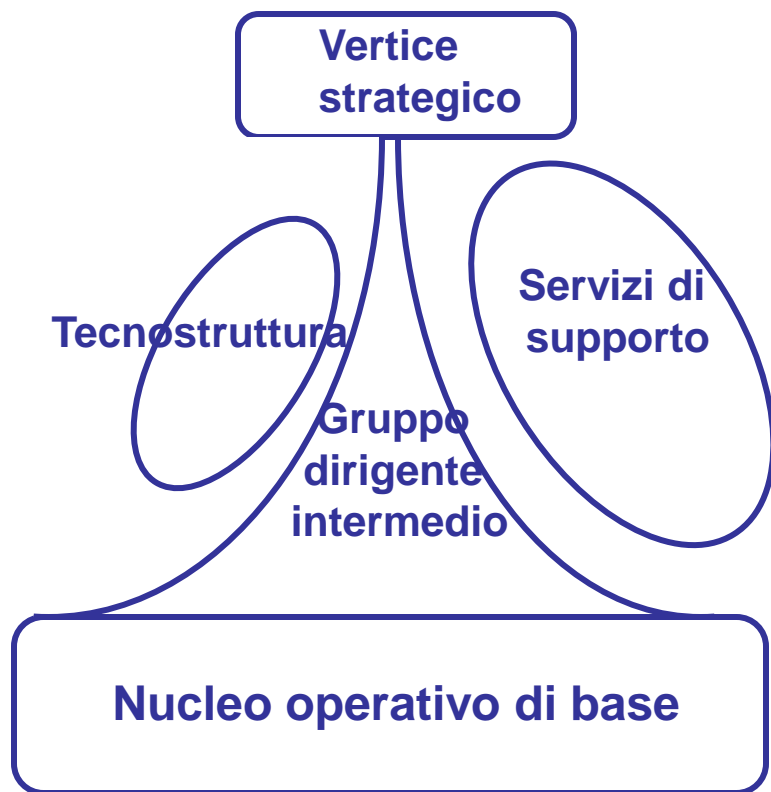 Vertice
strategico
Servizi di
supporto
Tecnostruttura
Gruppo
dirigente
intermedio
Nucleo operativo di base